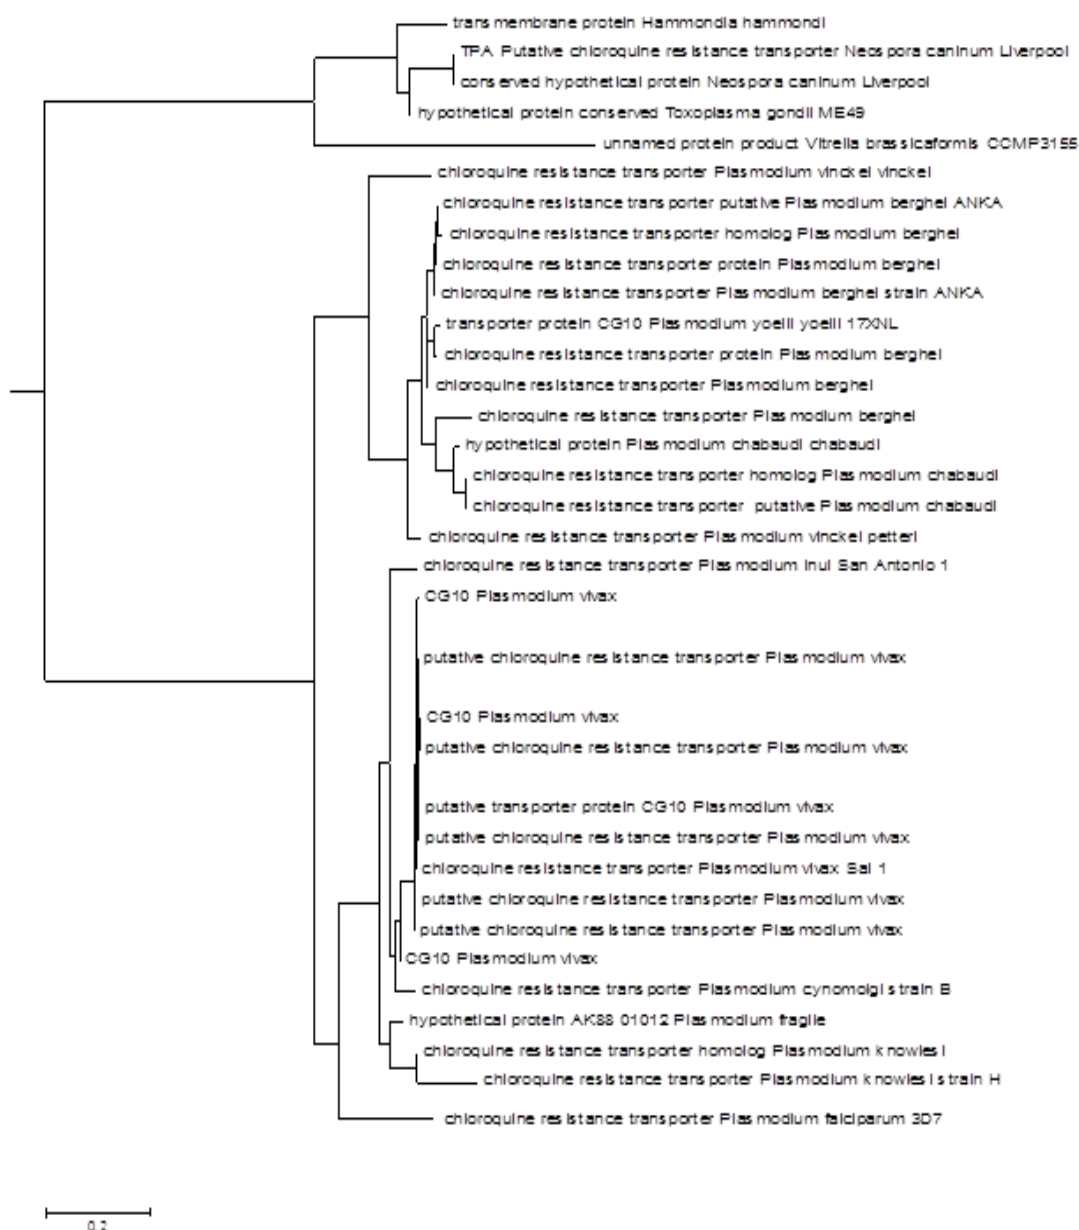 trans membrane protein Hammondia hammondi
TPA Putative chloroquine resistance transporter Neospora caninum Liverpool
conserved hypothetical protein Neospora caninum Liverpool
hypothetical protein conserved Toxoplasma gondii ME49
unnamed protein product Vitrella brassicaformis CCMP3155
chloroquine resistance transporter Plasmodium vinckei vinckei
chloroquine resistance transporter putative Plasmodium berghei ANKA
chloroquine resistance transporter homolog Plasmodium berghei
chloroquine resistance transporter protein Plasmodium berghei
chloroquine resistance transporter Plasmodium berghei strain ANKA
transporter protein CG10 Plasmodium yoelii yoelii 17XNL
chloroquine resistance transporter protein Plasmodium berghei
chloroquine resistance transporter Plasmodium berghei
chloroquine resistance transporter Plasmodium berghei
hypothetical protein Plasmodium chabaudi chabaudi
chloroquine resistance transporter homolog Plasmodium chabaudi
chloroquine resistance transporter putative Plasmodium chabaudi
chloroquine resistance transporter Plasmodium vinckei petteri
chloroquine resistance transporter Plasmodium inui San Antonio 1
CG10 Plasmodium vivax
putative chloroquine resistance transporter Plasmodium vivax
CG10 Plasmodium vivax
putative chloroquine resistance transporter Plasmodium vivax
putative transporter protein CG10 Plasmodium vivax
putative chloroquine resistance transporter Plasmodium vivax
chloroquine resistance transporter Plasmodium vivax Sal 1
putative chloroquine resistance transporter Plasmodium vivax
putative chloroquine resistance transporter Plasmodium vivax
CG10 Plasmodium vivax
chloroquine resistance transporter Plasmodium cynomolgi strain B
hypothetical protein AK88 01012 Plasmodium fragile
chloroquine resistance transporter homolog Plasmodium knowlesi
chloroquine resistance transporter Plasmodium knowlesi strain H
chloroquine resistance transporter Plasmodium falciparum 3D7
0.2